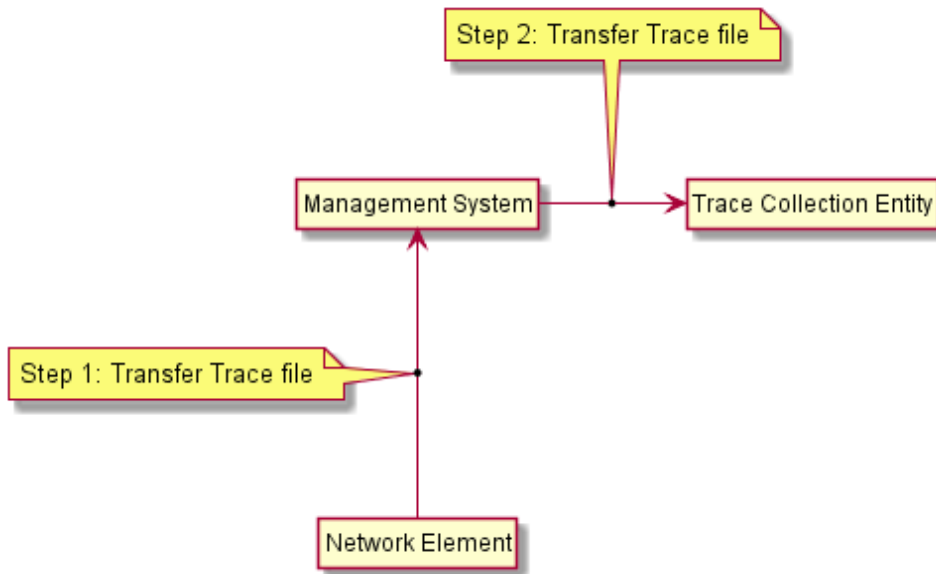 Step 2: Transfer Trace file
Management System
Trace Collection Entity
Step 1: Transfer Trace file
Network Element